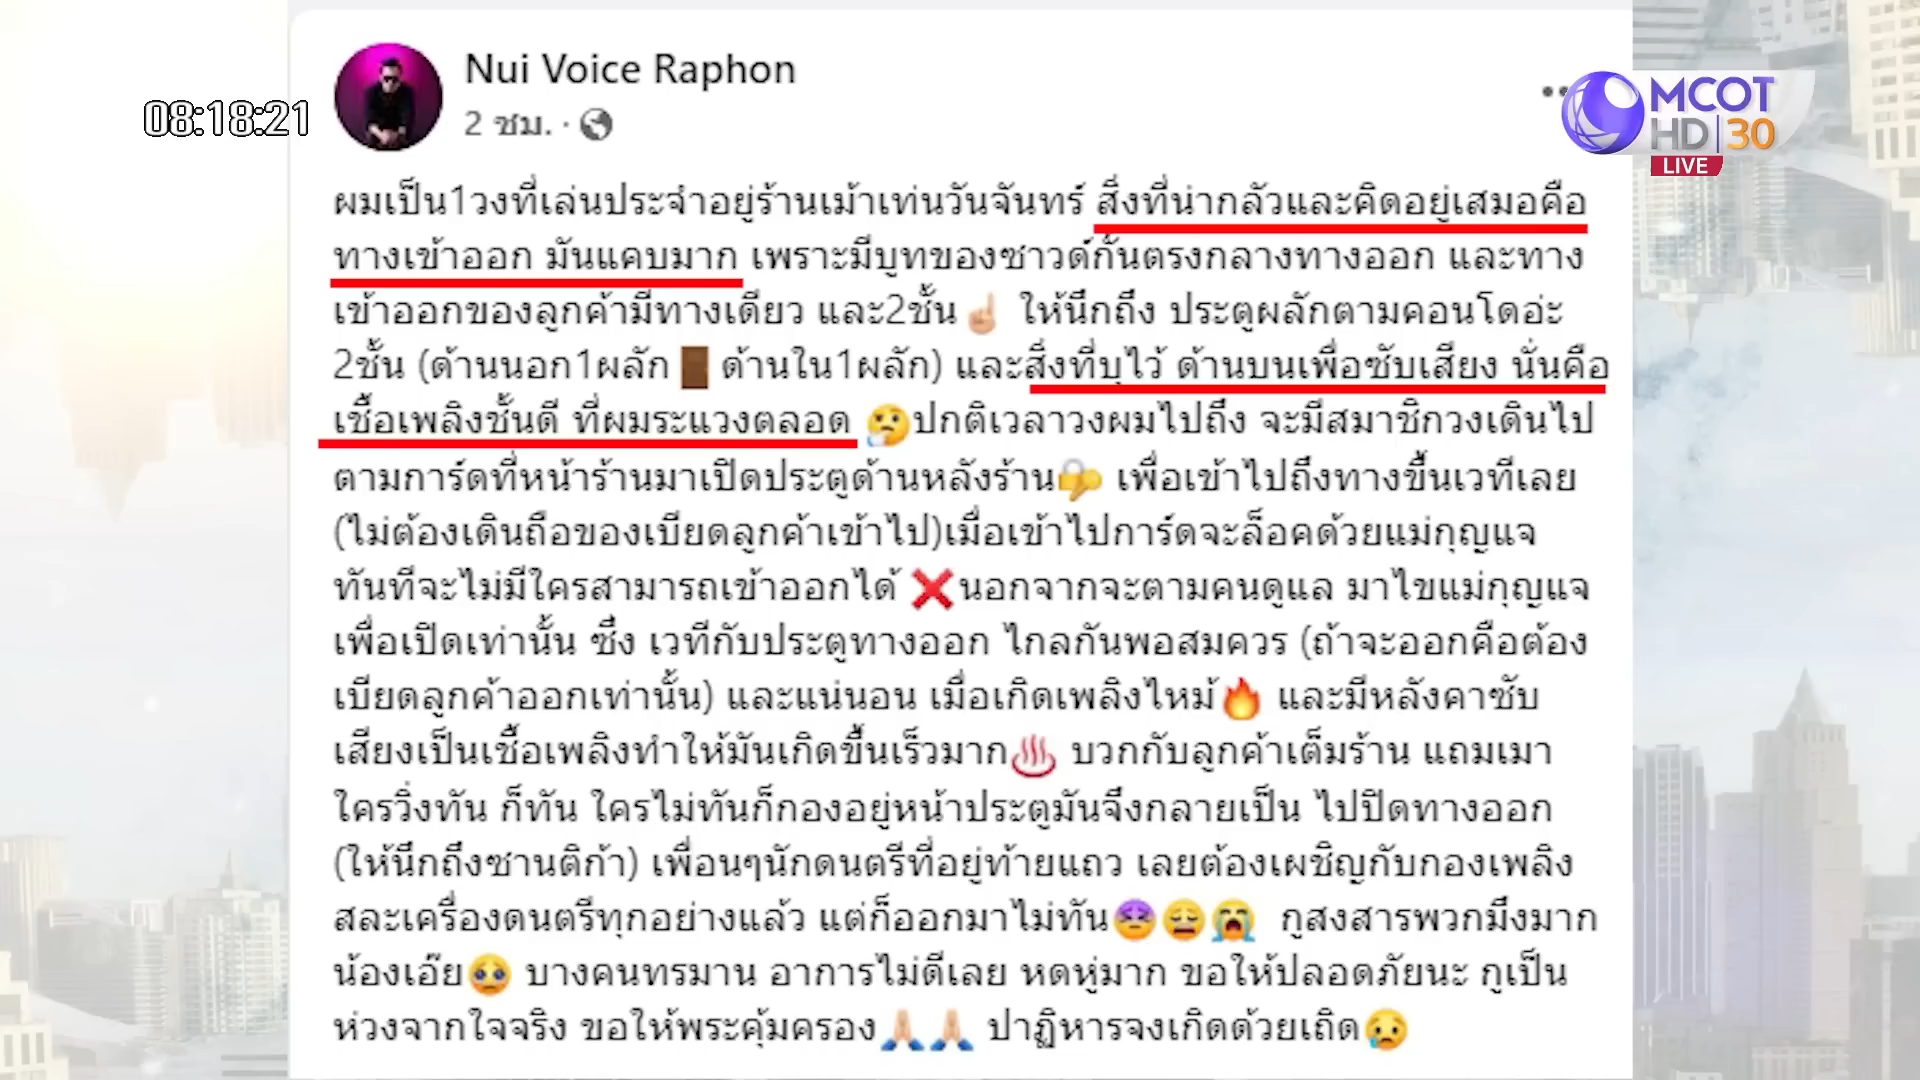 Nui Voice Raphon
2 ชม.
08:18:21
MCOT
HD 30
LIVE
ผมเป็น1วงที่เล่นประจำอยู่ร้านเม้าเท่นวันจันทร์ สิ่งที่น่ากลัวและคิดอยู่เสมอคือ
ทางเข้าออก มันแคบมาก เพราะมีบูทของซาวด์กั้นตรงกลางทางออก และทาง
เข้าออกของลูกค้ามีทางเดียว และ2ชั้น☝🏻 ให้นึกถึง ประตูผลักตามคอนโดอ่ะ
2ชั้น (ด้านนอก1ผลัก🚪ด้านใน1ผลัก) และสิ่งที่บุไว้ ด้านบนเพื่อซับเสียง นั่นคือ
เชื้อเพลิงชั้นดี ที่ผมระแวงตลอด 🤔ปกติเวลาวงผมไปถึง จะมีสมาชิกวงเดินไป
ตามการ์ดที่หน้าร้านมาเปิดประตูด้านหลังร้าน🔐 เพื่อเข้าไปถึงทางขึ้นเวทีเลย
(ไม่ต้องเดินถือของเบียดลูกค้าเข้าไป)เมื่อเข้าไปการ์ดจะล็อคด้วยแม่กุญแจ
ทันทีจะไม่มีใครสามารถเข้าออกได้ ❌นอกจากจะตามคนดูแล มาไขแม่กุญแจ
เพื่อเปิดเท่านั้น ซึ่ง เวทีกับประตูทางออก ไกลกันพอสมควร (ถ้าจะออกคือต้อง
เบียดลูกค้าออกเท่านั้น) และแน่นอน เมื่อเกิดเพลิงไหม้🔥 และมีหลังคาซับ
เสียงเป็นเชื้อเพลิงทำให้มันเกิดขึ้นเร็วมาก♨️ บวกกับลูกค้าเต็มร้าน แถมเมา
ใครวิ่งทัน ก็ทัน ใครไม่ทันก็กองอยู่หน้าประตูมันจึงกลายเป็น ไปปิดทางออก
(ให้นึกถึงซานติก้า) เพื่อนๆนักดนตรีที่อยู่ท้ายแถว เลยต้องเผชิญกับกองเพลิง
สละเครื่องดนตรีทุกอย่างแล้ว แต่ก็ออกมาไม่ทัน😣😩😭 กูสงสารพวกมึงมาก
น้องเอ๊ย🥺 บางคนทรมาน อาการไม่ดีเลย หดหู่มาก ขอให้ปลอดภัยนะ กูเป็น
ห่วงจากใจจริง ขอให้พระคุ้มครอง🙏🏻🙏🏻 ปาฏิหารจงเกิดด้วยเถิด😥